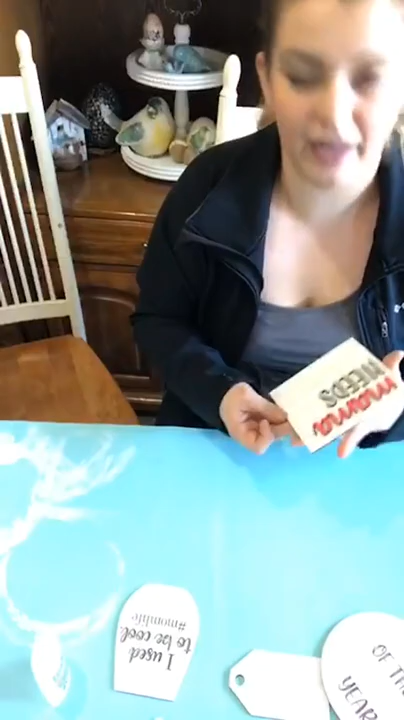 mama
NEEDS
I used
to be cool.
#momlife
OF THE
YEAR